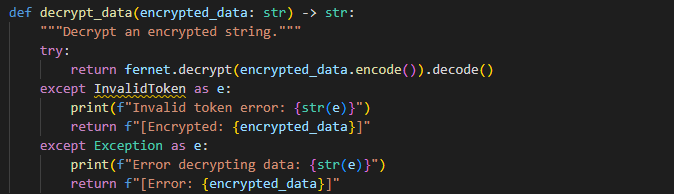 def decrypt_data(encrypted_data: str) -> str:
    """Decrypt an encrypted string."""
    try:
        return fernet.decrypt(encrypted_data.encode()).decode()
    except InvalidToken as e:
        print(f"Invalid token error: {str(e)}")
        return f"[Encrypted: {encrypted_data}]"
    except Exception as e:
        print(f"Error decrypting data: {str(e)}")
        return f"[Error: {encrypted_data}]"